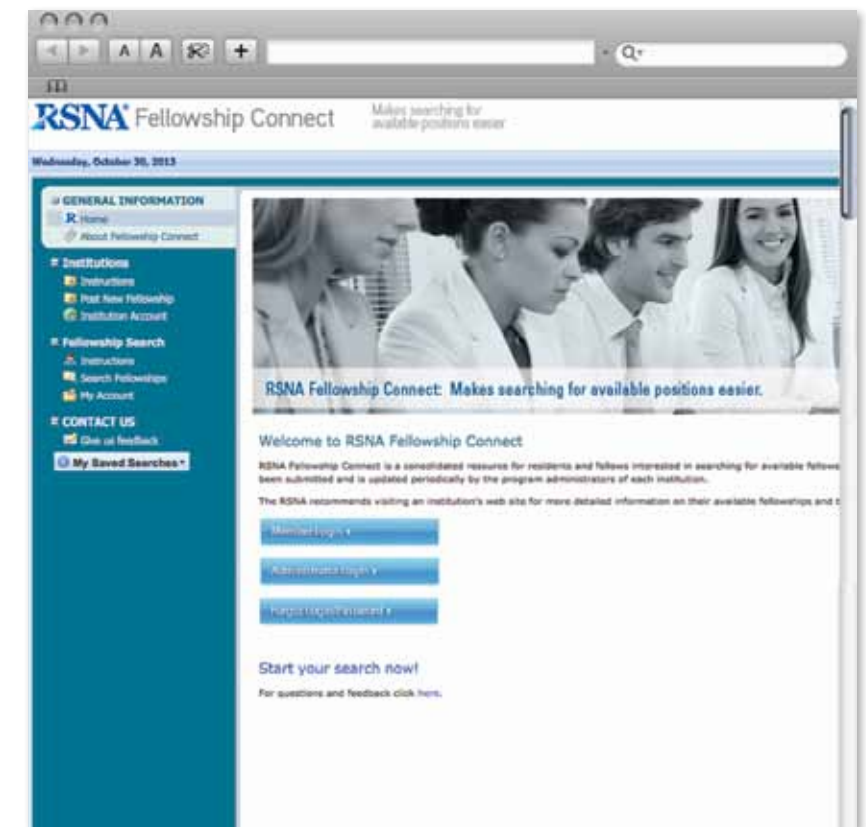 A A +
Q
RSNA® Fellowship Connect
Makes searching for
available positions easier
Wednesday, October 30, 2013
GENERAL INFORMATION
R Home
About Fellowship Connect
Institutions
Instructions
Post New Fellowship
Institution Account
Fellowship Search
Instructions
Search Fellowships
My Account
CONTACT US
Give us feedback
My Saved Searches
RSNA Fellowship Connect: Makes searching for available positions easier.
Welcome to RSNA Fellowship Connect
RSNA Fellowship Connect is a consolidated resource for residents and fellows interested in searching for available fellows
been submitted and is updated periodically by the program administrators of each institution.
The RSNA recommends visiting an institution's web site for more detailed information on their available fellowships and t
Member Login
Administrator Login
Forgot Login/Password
Start your search now!
For questions and feedback click here.